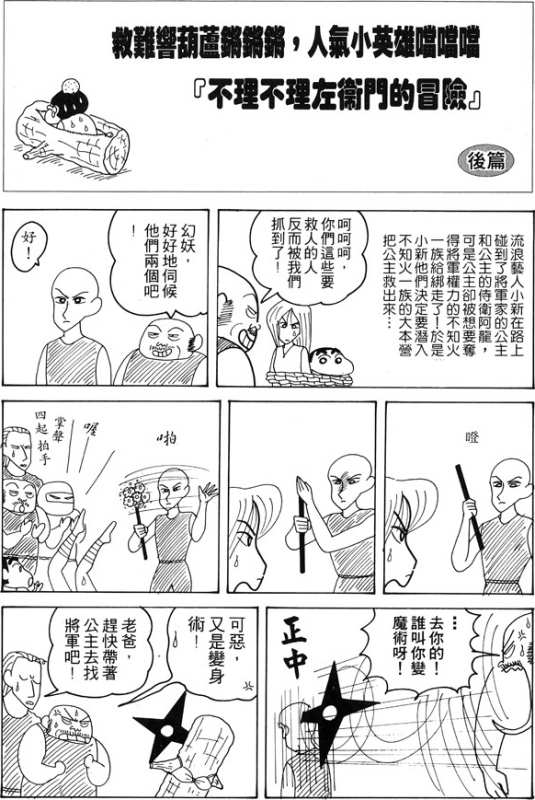 救難響葫蘆鏘鏘鏘,人氣小英雄噹噹噹
『不理不理左衛門的冒險』
後篇
流浪藝人小新在路上
碰到了將軍家的公主
和公主的侍衛阿龍,
可是公主卻被想要奪
得將軍權力的不知火
一族給綁走了!於是
小新他們決定要潛入
不知火一族的大本營
把公主救出來…
呵呵呵,
你們這些要
救人的人
反而被我們
抓到了!
幻妖,
好好地伺候
他們兩個吧
!
好!
蹬
啪
喔
掌聲
四起拍手
…
去你的!
誰叫你變
魔術呀!
正中
可惡,
又是變身
術!
老爸,
趕快帶著
公主去找
將軍吧!